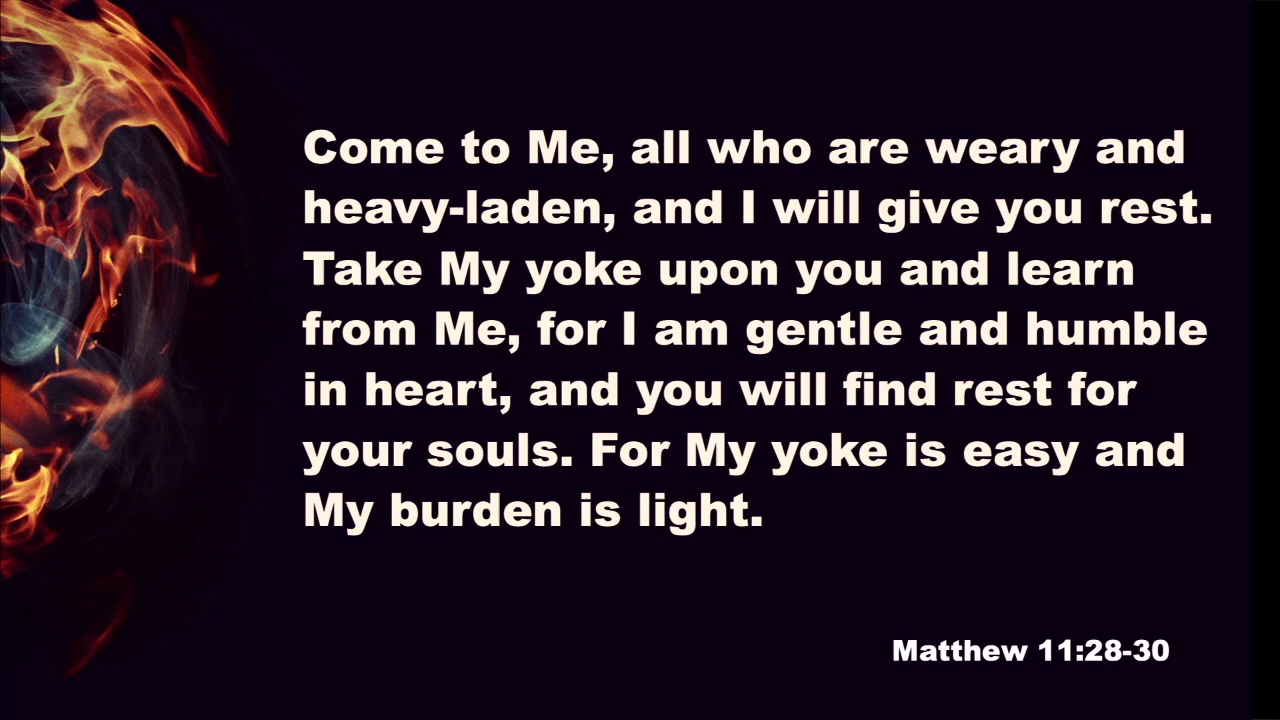 Come to Me, all who are weary and
heavy-laden, and I will give you rest.
Take My yoke upon you and learn
from Me, for I am gentle and humble
in heart, and you will find rest for
your souls. For My yoke is easy and
My burden is light.
Matthew 11:28-30